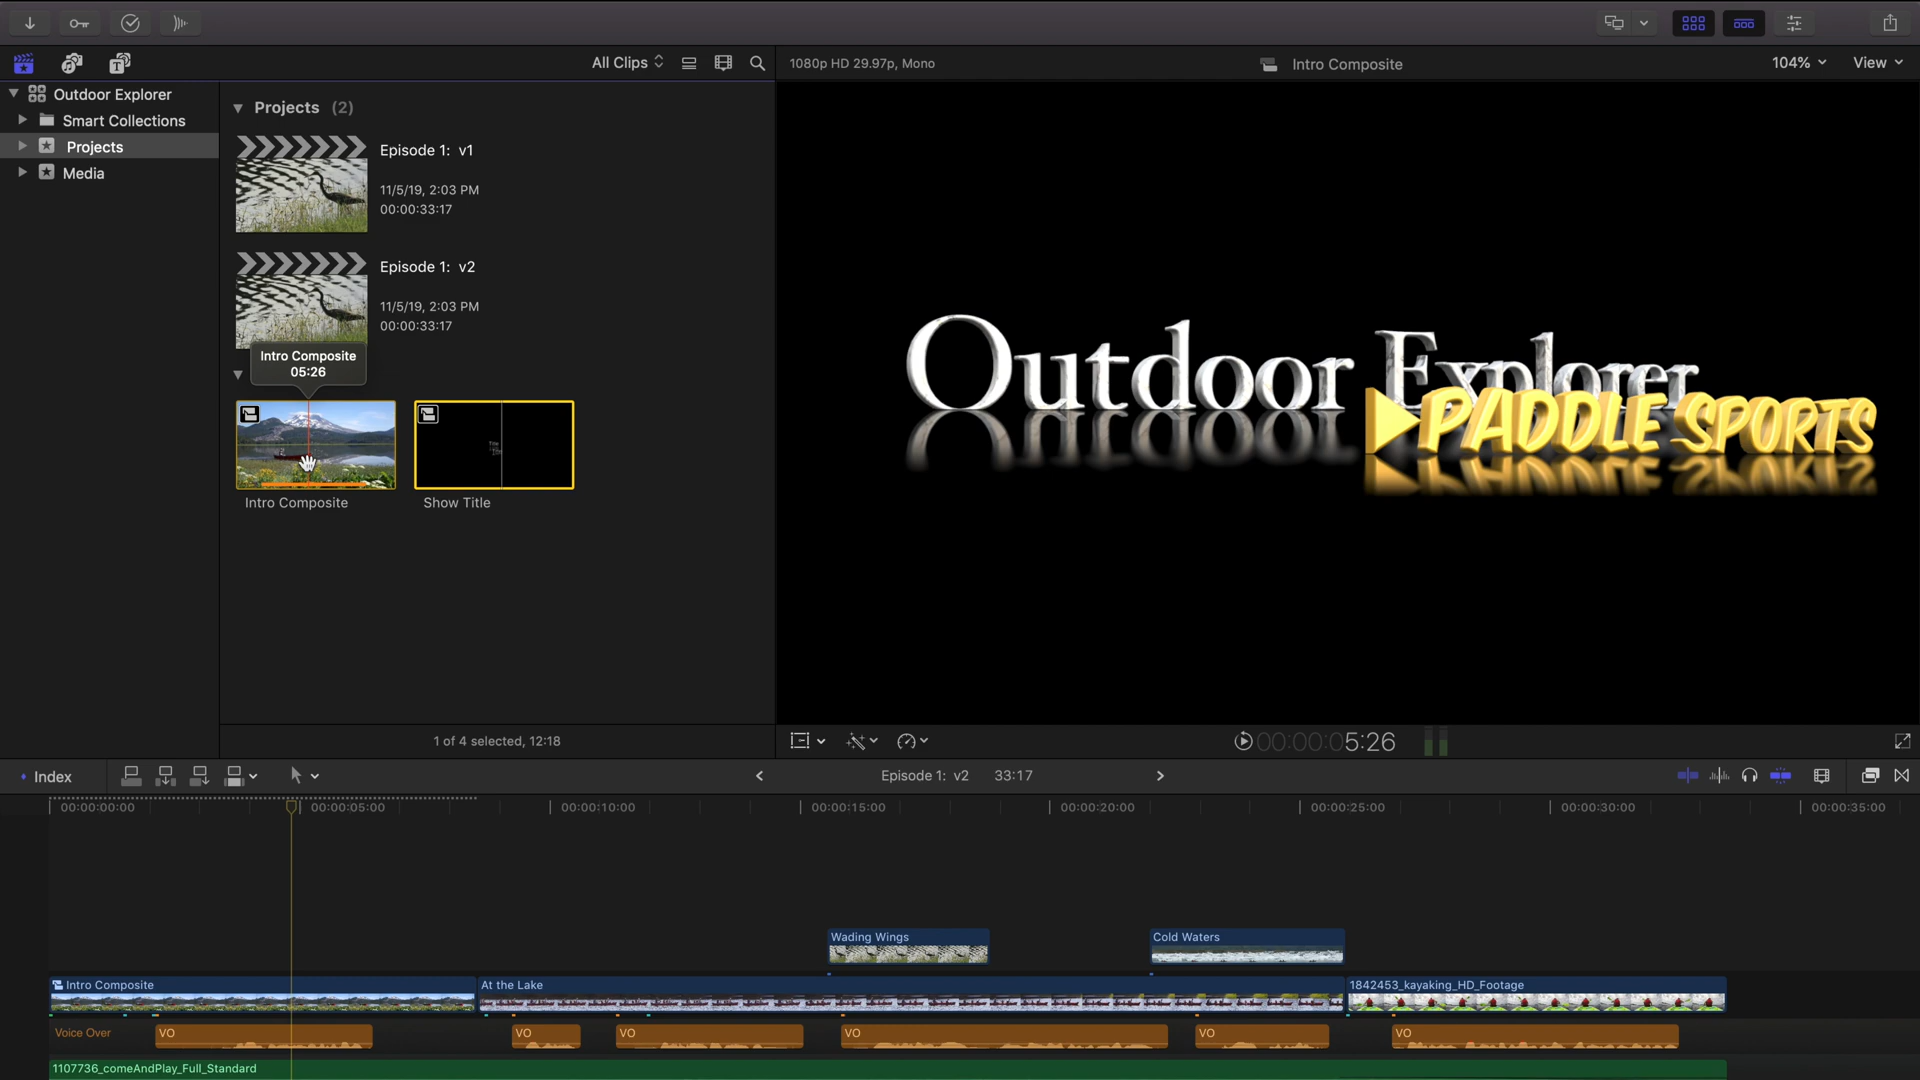 All Clips
1080p HD 29.97p, Mono
Intro Composite
104%
View
Outdoor Explorer
Smart Collections
Projects
Media
Projects (2)
Episode 1: v1
11/5/19, 2:03 PM
00:00:33:17
Episode 1: v2
11/5/19, 2:03 PM
00:00:33:17
Intro Composite
05:26
Intro Composite
Show Title
Outdoor Explorer
PADDLE SPORTS
1 of 4 selected, 12:18
00:00:05:26
Index
Episode 1: v2
33:17
00:00:00:00
00:00:05:00
00:00:10:00
00:00:15:00
00:00:20:00
00:00:25:00
00:00:30:00
00:00:35:00
Wading Wings
Cold Waters
Intro Composite
At the Lake
1842453_kayaking_HD_Footage
Voice Over
VO
VO
VO
VO
VO
VO
1107736_comeAndPlay_Full_Standard